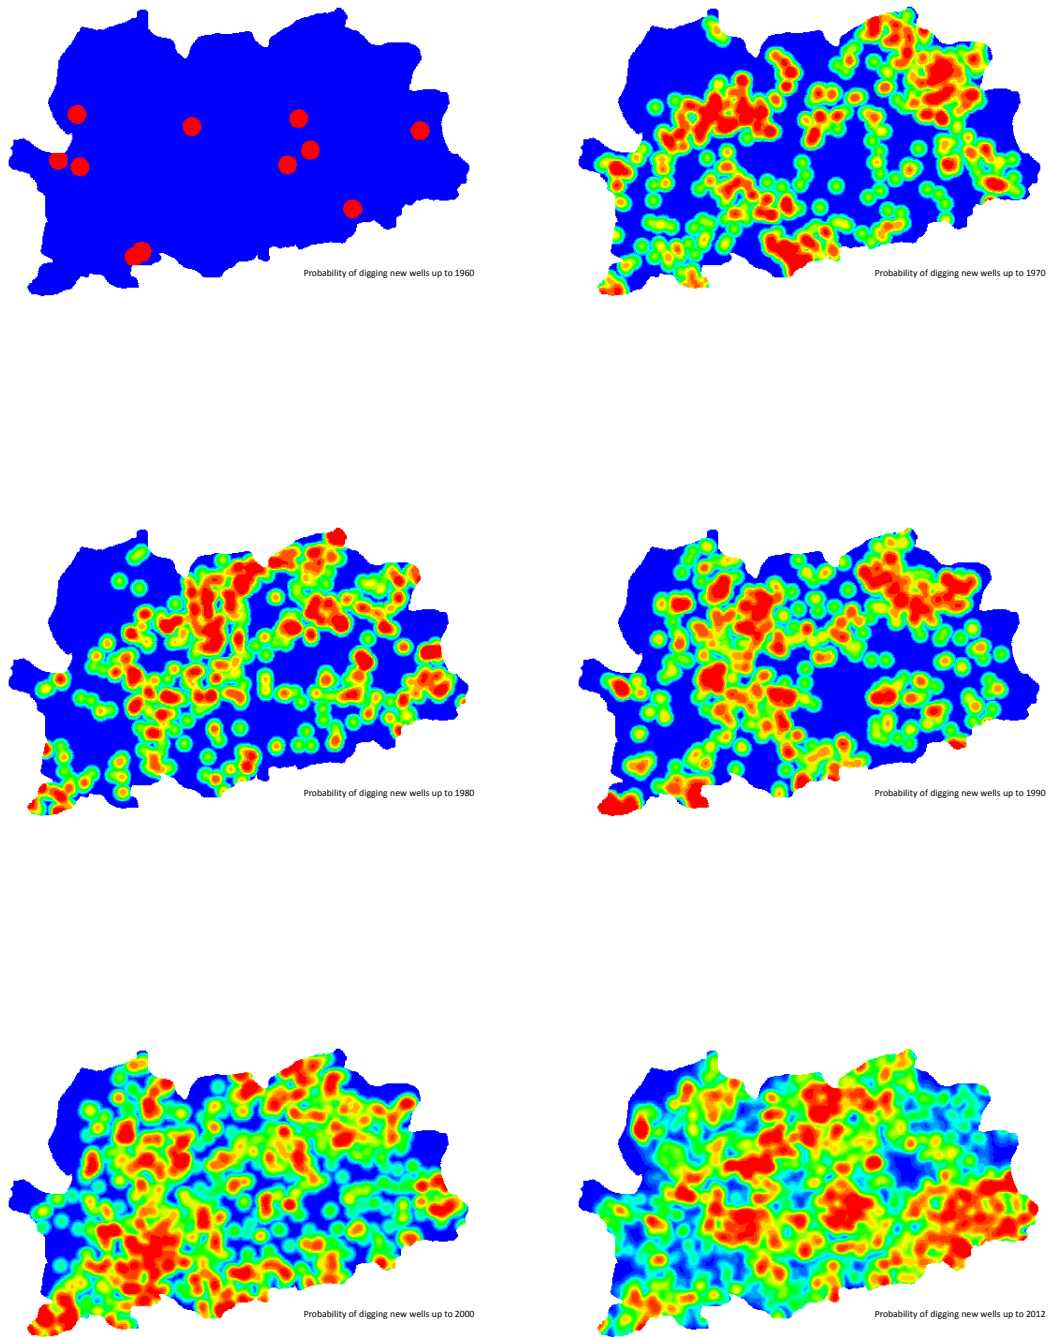 Probability of digging new wells up to 1960
Probability of digging new wells up to 1970
Probability of digging new wells up to 1980
Probability of digging new wells up to 1990
Probability of digging new wells up to 2000
Probability of digging new wells up to 2012